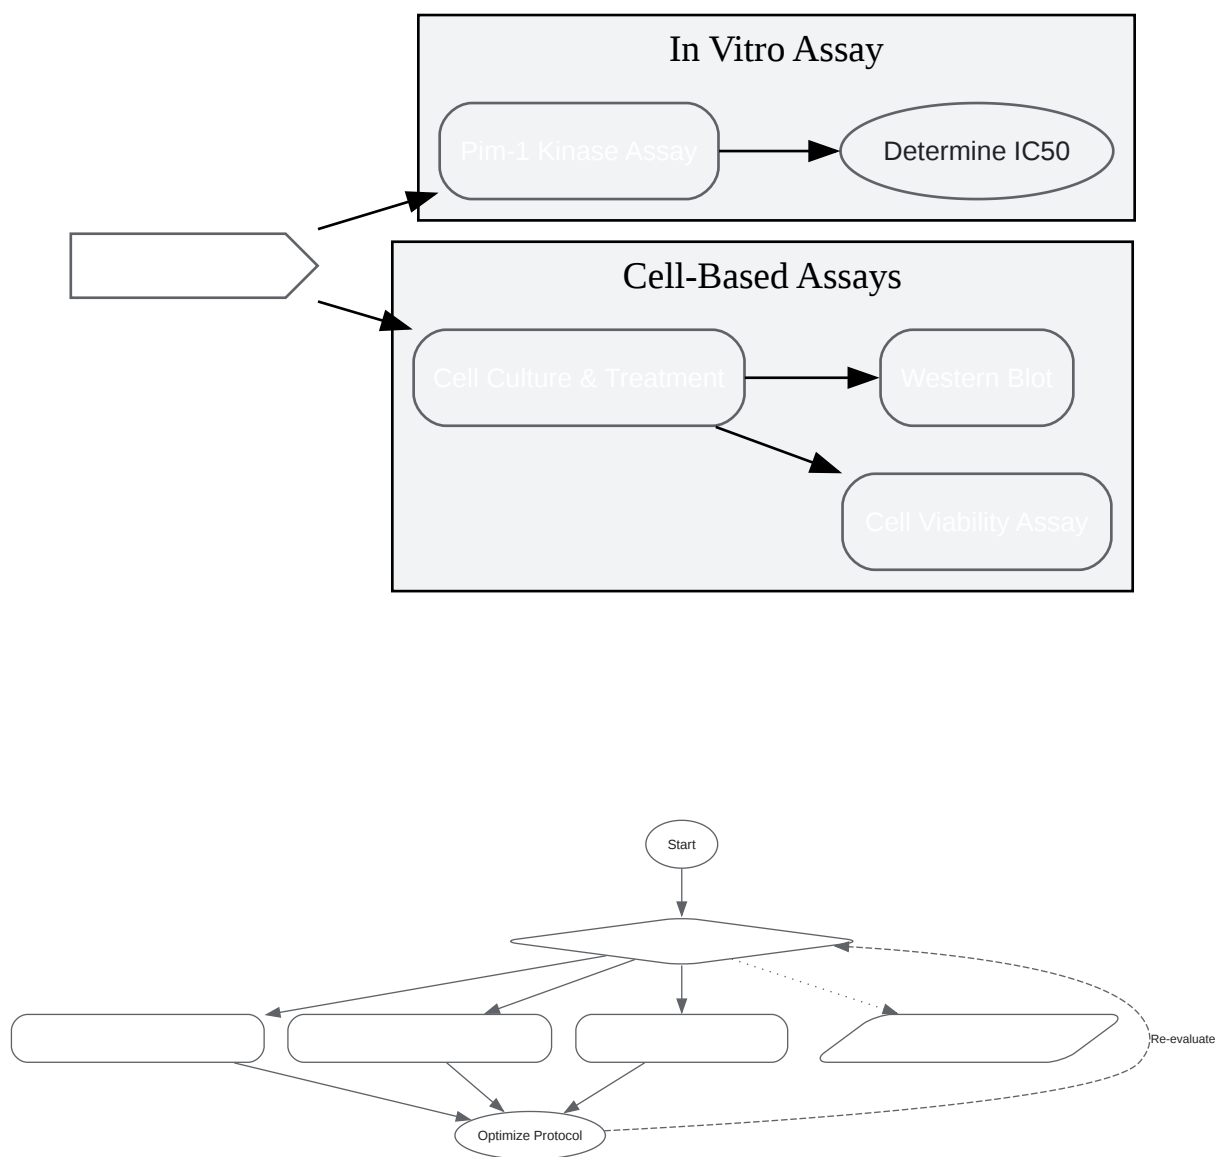 In Vitro Assay
Pim-1 Kinase Assay
Determine IC50
Cell-Based Assays
Cell Culture & Treatment
Western Blot
Cell Viability Assay
Start
Re-evaluate
Optimize Protocol